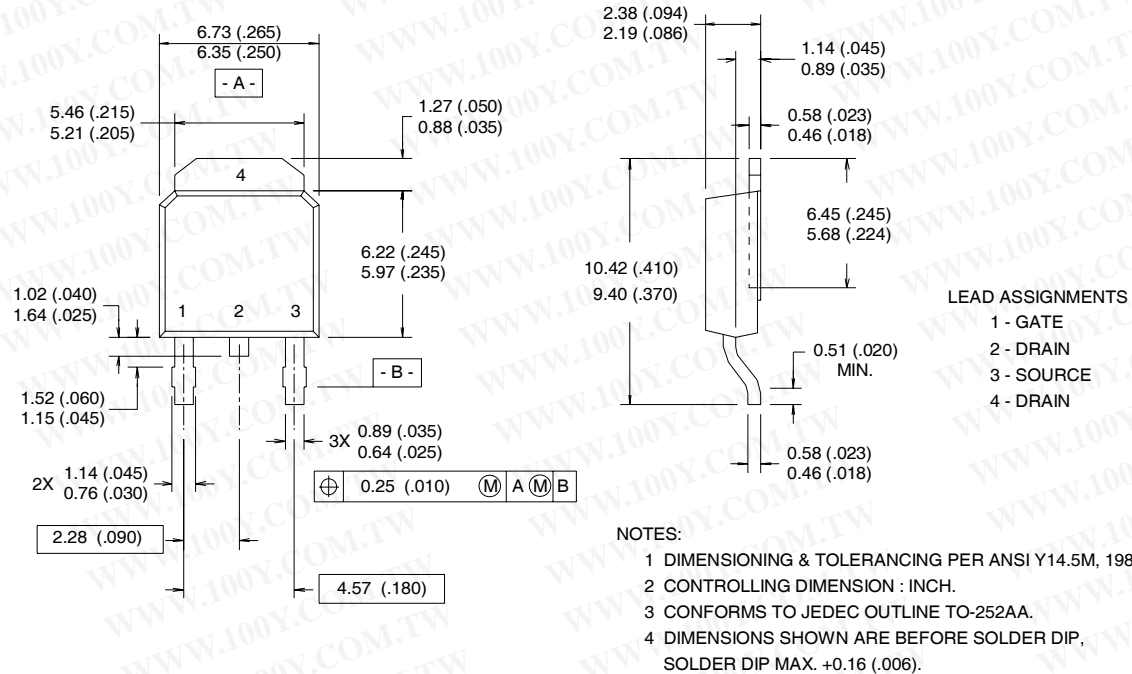 6.73 (.265)
6.35 (.250)
- A -
5.46 (.215)
5.21 (.205)
1.27 (.050)
0.88 (.035)
4
6.22 (.245)
5.97 (.235)
1.02 (.040)
1.64 (.025)
1 2 3
- B -
1.52 (.060)
1.15 (.045)
3X 0.89 (.035)
0.64 (.025)
2X 1.14 (.045)
0.76 (.030)
0.25 (.010) Ⓜ A Ⓜ B
2.28 (.090)
4.57 (.180)
2.38 (.094)
2.19 (.086)
1.14 (.045)
0.89 (.035)
0.58 (.023)
0.46 (.018)
6.45 (.245)
5.68 (.224)
10.42 (.410)
9.40 (.370)
0.51 (.020)
MIN.
0.58 (.023)
0.46 (.018)
LEAD ASSIGNMENTS
1 - GATE
2 - DRAIN
3 - SOURCE
4 - DRAIN
NOTES:
1 DIMENSIONING & TOLERANCING PER ANSI Y14.5M, 198
2 CONTROLLING DIMENSION : INCH.
3 CONFORMS TO JEDEC OUTLINE TO-252AA.
4 DIMENSIONS SHOWN ARE BEFORE SOLDER DIP,
SOLDER DIP MAX. +0.16 (.006).
WWW.100Y.COM.TW